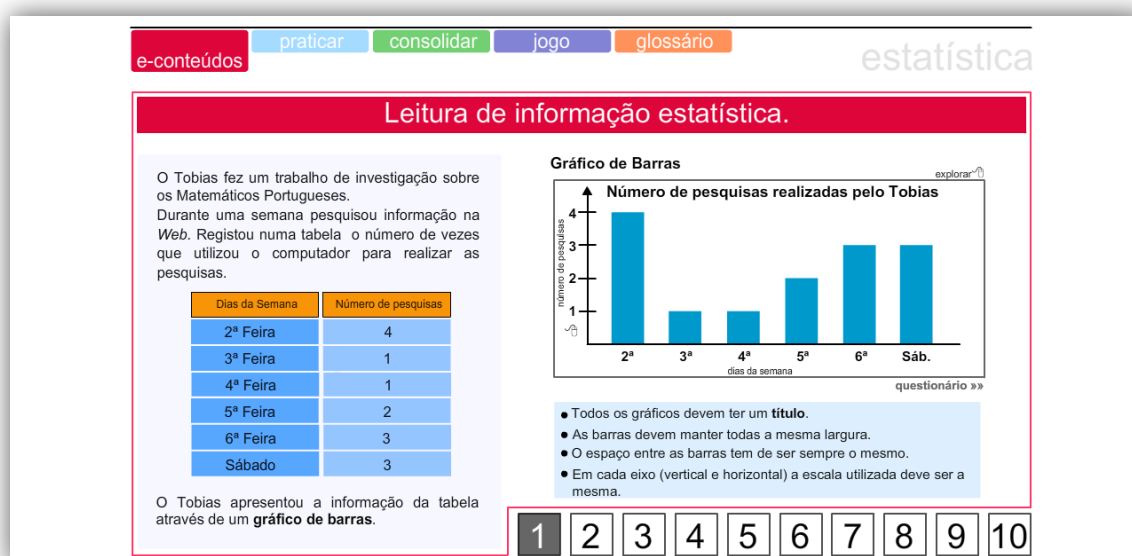 e-conteúdos
praticar
consolidar
jogo
glossário
estatística
Leitura de informação estatística.
O Tobias fez um trabalho de investigação sobre
os Matemáticos Portugueses.
Durante uma semana pesquisou informação na
Web. Registou numa tabela o número de vezes
que utilizou o computador para realizar as
pesquisas.
Dias da Semana Número de pesquisas
2ª Feira 4
3ª Feira 1
4ª Feira 1
5ª Feira 2
6ª Feira 3
Sábado 3
O Tobias apresentou a informação da tabela
através de um gráfico de barras.
Gráfico de Barras
explorar
Número de pesquisas realizadas pelo Tobias
número de pesquisas
4
3
2
1
2ª 3ª 4ª 5ª 6ª Sáb.
dias da semana
questionário »»
● Todos os gráficos devem ter um título.
● As barras devem manter todas a mesma largura.
● O espaço entre as barras tem de ser sempre o mesmo.
● Em cada eixo (vertical e horizontal) a escala utilizada deve ser a
mesma.
1 2 3 4 5 6 7 8 9 10